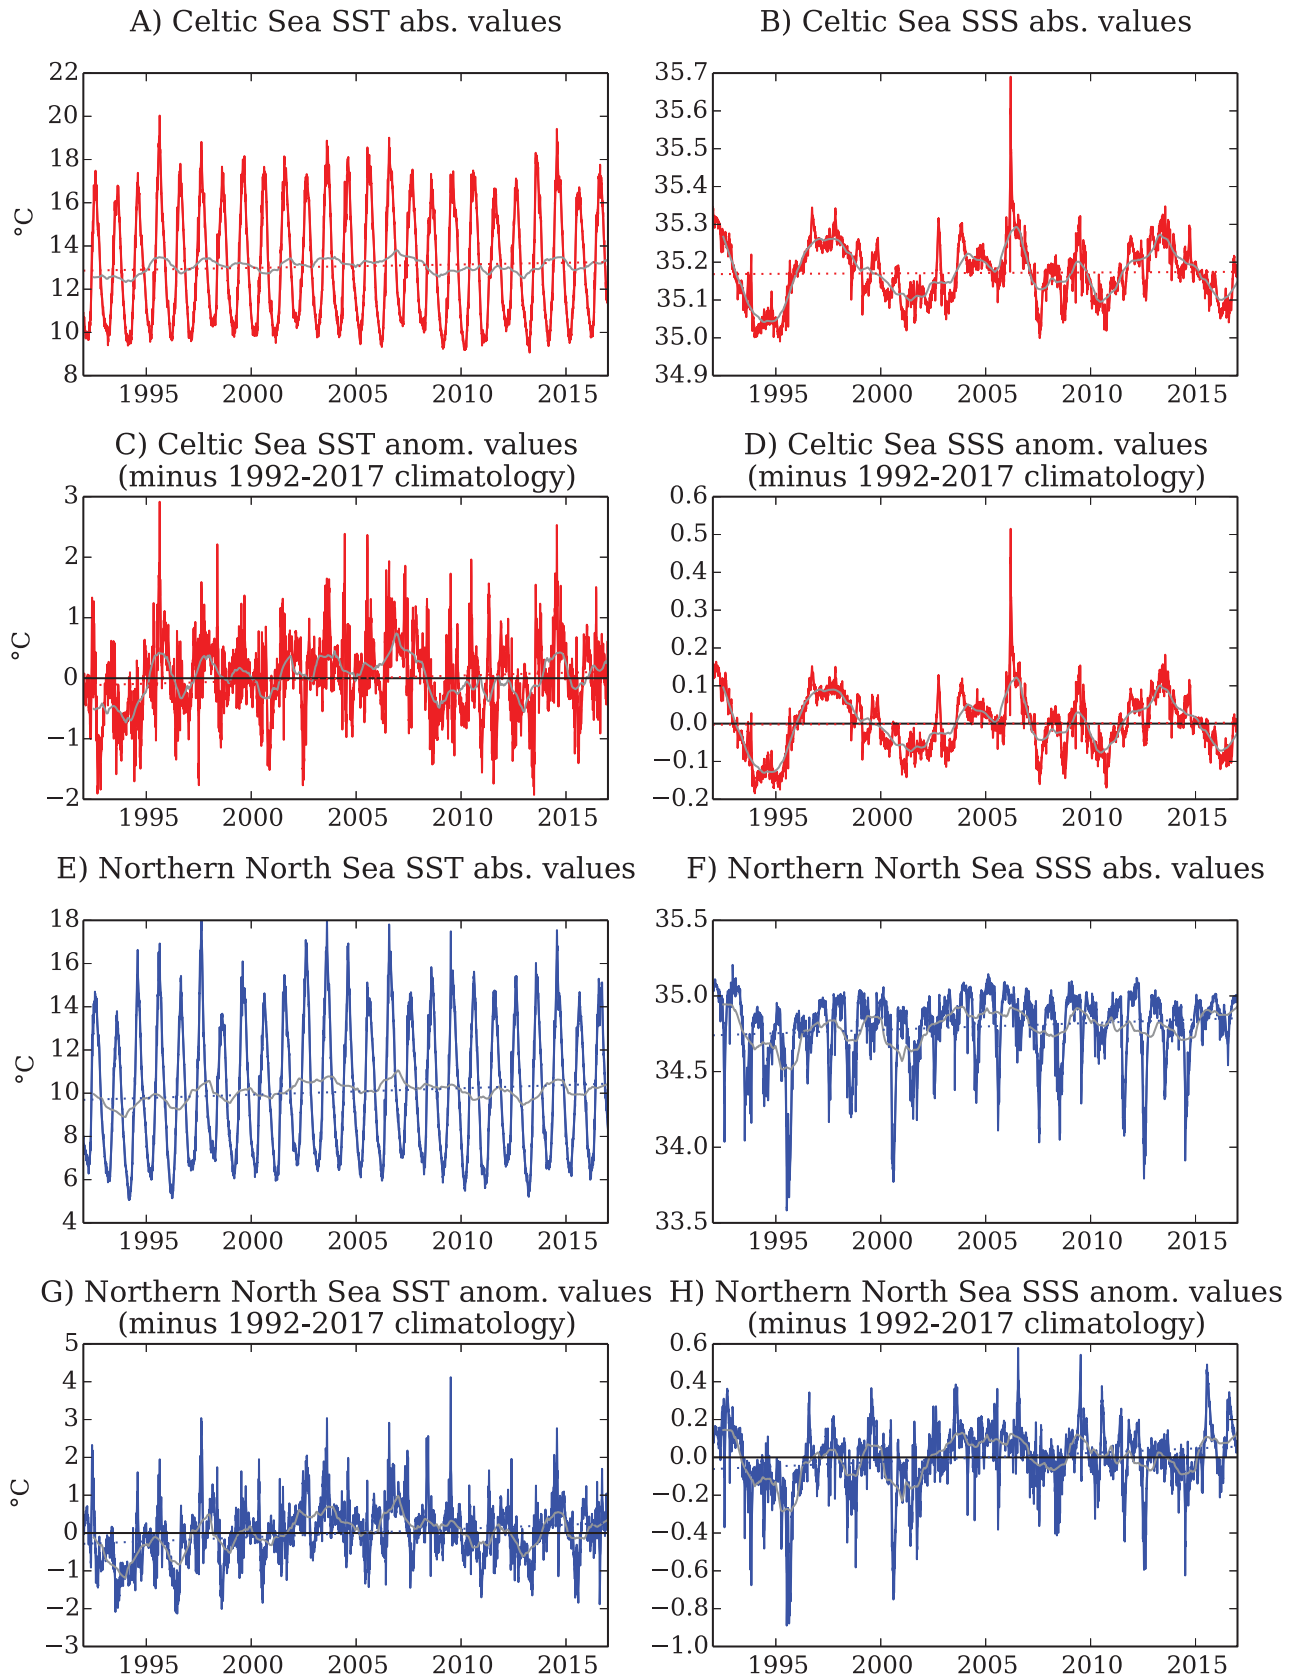 A) Celtic Sea SST abs. values
B) Celtic Sea SSS abs. values
22
20
18
16
14
12
10
8
°C
1995 2000 2005 2010 2015
35.7
35.6
35.5
35.4
35.3
35.2
35.1
35.0
34.9
1995 2000 2005 2010 2015
C) Celtic Sea SST anom. values
(minus 1992-2017 climatology)
D) Celtic Sea SSS anom. values
(minus 1992-2017 climatology)
3
2
1
0
−1
−2
°C
1995 2000 2005 2010 2015
0.6
0.5
0.4
0.3
0.2
0.1
0.0
−0.1
−0.2
1995 2000 2005 2010 2015
E) Northern North Sea SST abs. values
F) Northern North Sea SSS abs. values
18
16
14
12
10
8
6
4
°C
1995 2000 2005 2010 2015
35.5
35.0
34.5
34.0
33.5
1995 2000 2005 2010 2015
G) Northern North Sea SST anom. values
(minus 1992-2017 climatology)
H) Northern North Sea SSS anom. values
(minus 1992-2017 climatology)
5
4
3
2
1
0
−1
−2
−3
°C
1995 2000 2005 2010 2015
0.6
0.4
0.2
0.0
−0.2
−0.4
−0.6
−0.8
−1.0
1995 2000 2005 2010 2015